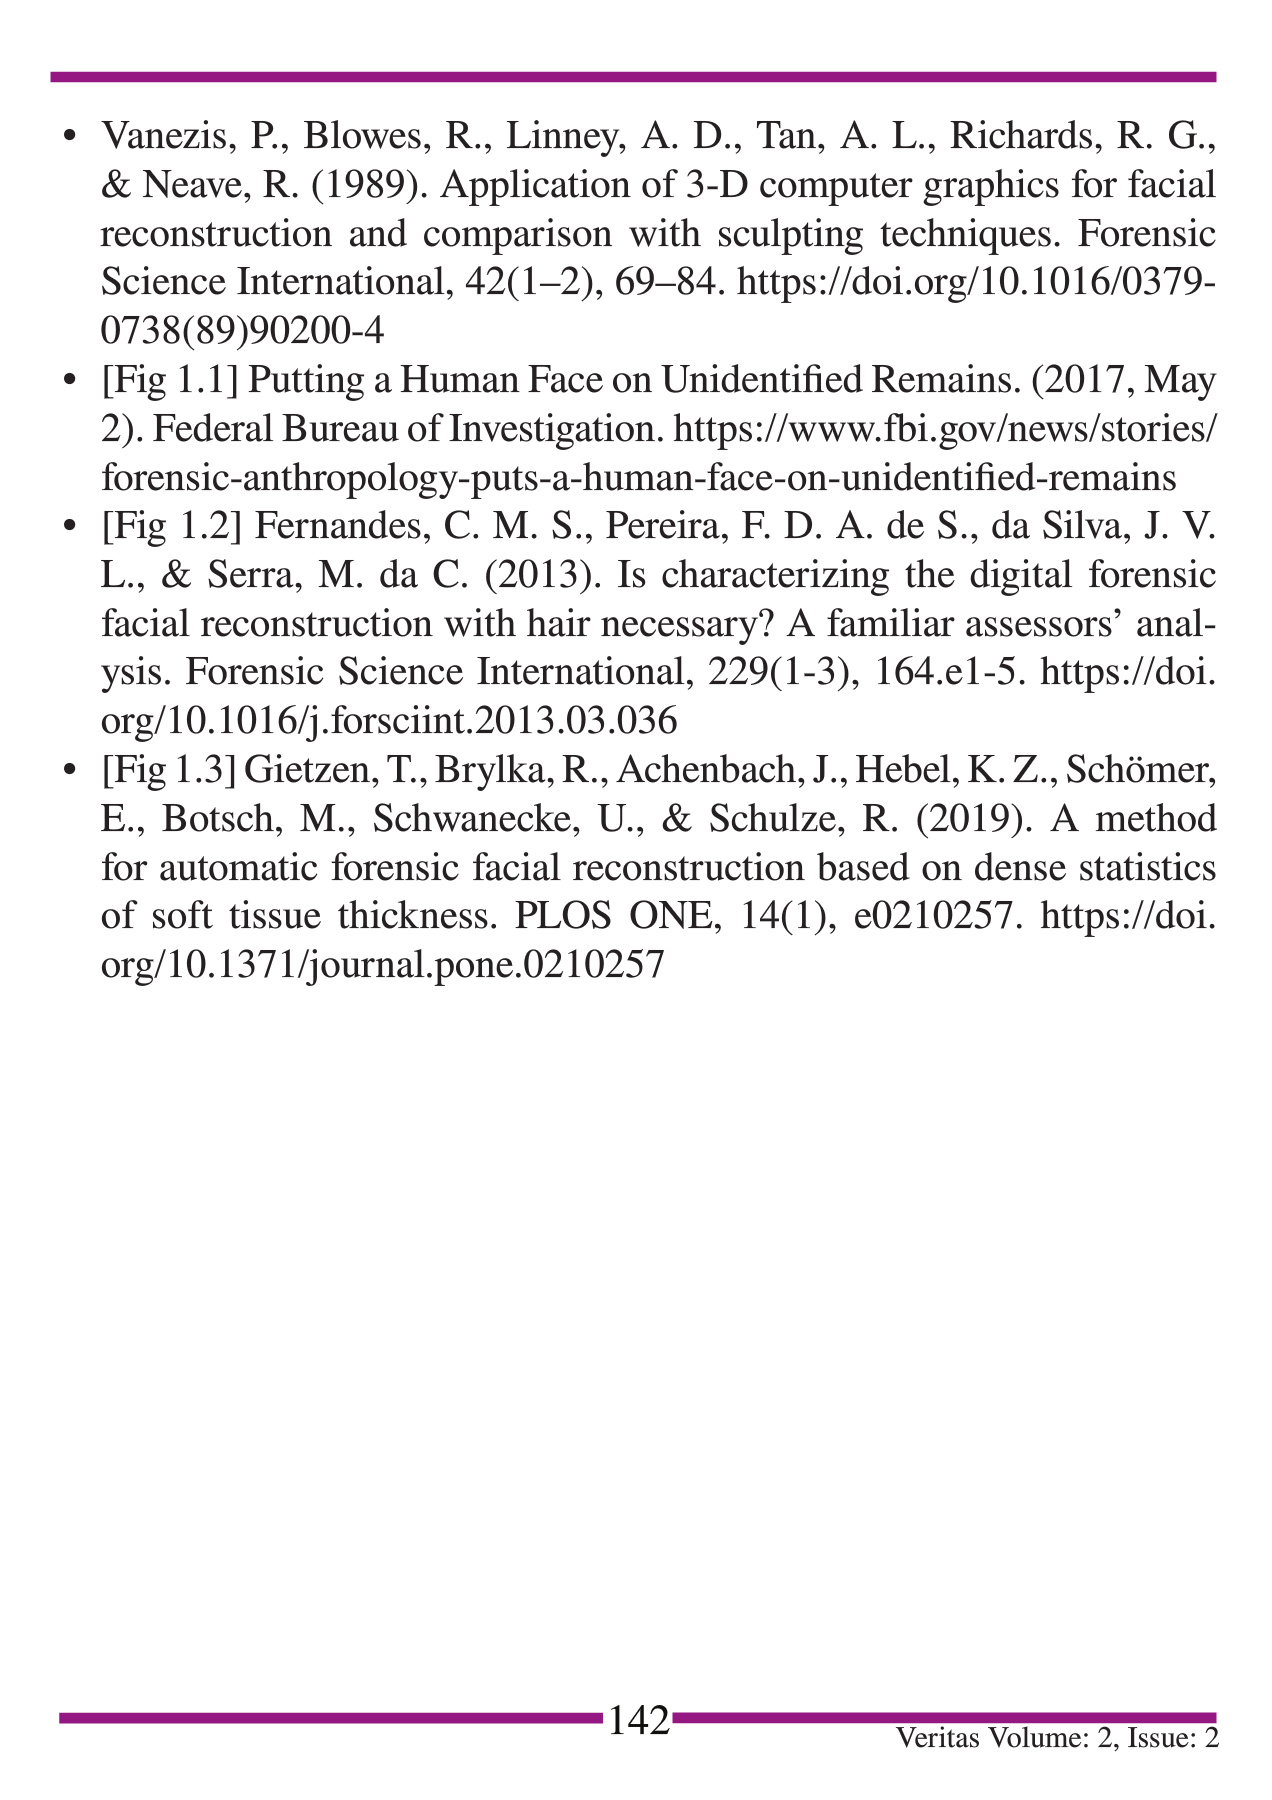 • Vanezis, P., Blowes, R., Linney, A. D., Tan, A. L., Richards, R. G.,
& Neave, R. (1989). Application of 3-D computer graphics for facial
reconstruction and comparison with sculpting techniques. Forensic
Science International, 42(1–2), 69–84. https://doi.org/10.1016/0379-
0738(89)90200-4
• [Fig 1.1] Putting a Human Face on Unidentified Remains. (2017, May
2). Federal Bureau of Investigation. https://www.fbi.gov/news/stories/
forensic-anthropology-puts-a-human-face-on-unidentified-remains
• [Fig 1.2] Fernandes, C. M. S., Pereira, F. D. A. de S., da Silva, J. V.
L., & Serra, M. da C. (2013). Is characterizing the digital forensic
facial reconstruction with hair necessary? A familiar assessors’ anal-
ysis. Forensic Science International, 229(1-3), 164.e1-5. https://doi.
org/10.1016/j.forsciint.2013.03.036
• [Fig 1.3] Gietzen, T., Brylka, R., Achenbach, J., Hebel, K. Z., Schömer,
E., Botsch, M., Schwanecke, U., & Schulze, R. (2019). A method
for automatic forensic facial reconstruction based on dense statistics
of soft tissue thickness. PLOS ONE, 14(1), e0210257. https://doi.
org/10.1371/journal.pone.0210257
142
Veritas Volume: 2, Issue: 2